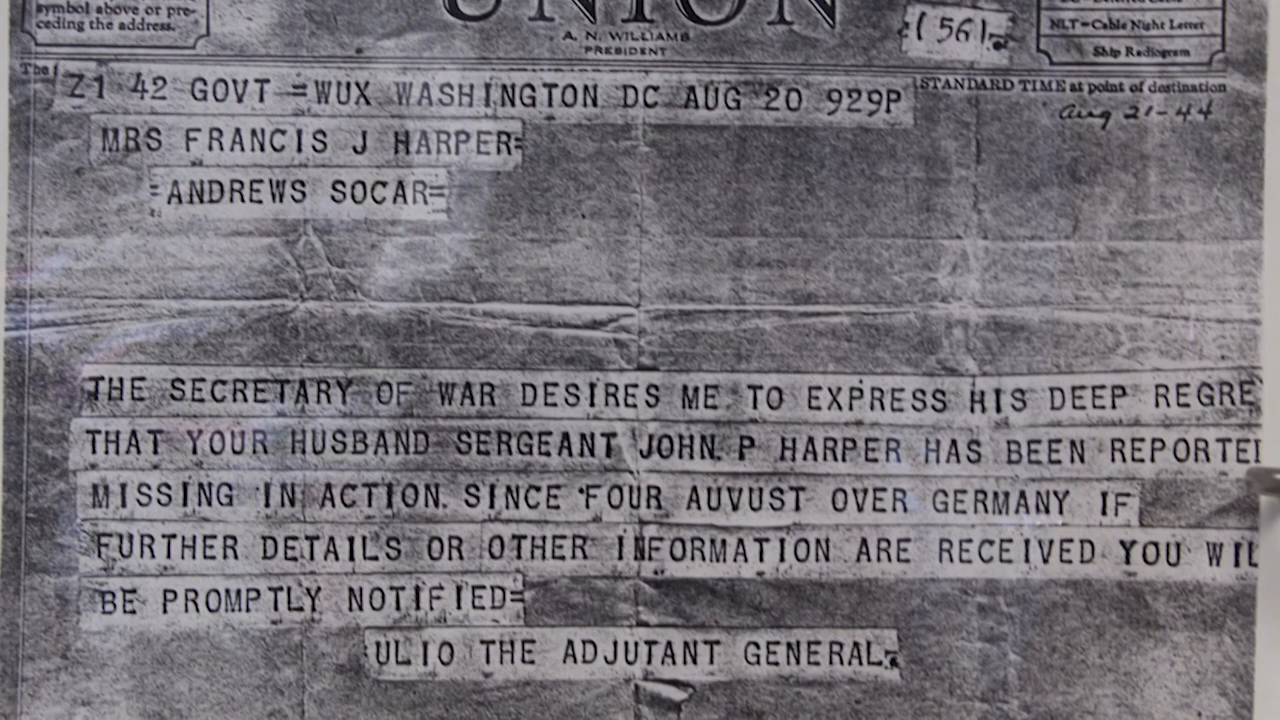 symbol above or pre-
ceding the address.
UNION
A. N. WILLIAMS
PRESIDENT
(56)
NLT=Cable Night Letter
Ship Radiogram
The
STANDARD TIME at point of destination
Z1 42 GOVT =WUX WASHINGTON DC AUG 20 929P
Aug 21-44
MRS FRANCIS J HARPER=
=ANDREWS SOCAR=
THE SECRETARY OF WAR DESIRES ME TO EXPRESS HIS DEEP REGRE
THAT YOUR HUSBAND SERGEANT JOHN P HARPER HAS BEEN REPORTED
MISSING IN ACTION. SINCE FOUR AUVUST OVER GERMANY IF
FURTHER DETAILS OR OTHER INFORMATION ARE RECEIVED YOU WIL
BE PROMPTLY NOTIFIED=
ULIO THE ADJUTANT GENERAL.